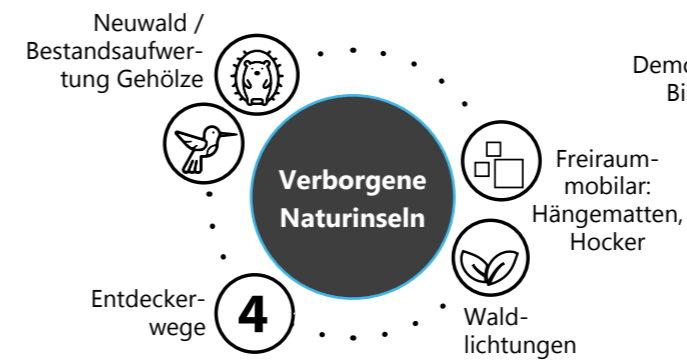 Neuwald /
Bestandsaufwer-
tung Gehölze
Verborgene
Naturinseln
Freiraum-
mobilar:
Hängematten,
Hocker
Entdecker-
wege
4
Wald-
lichtungen